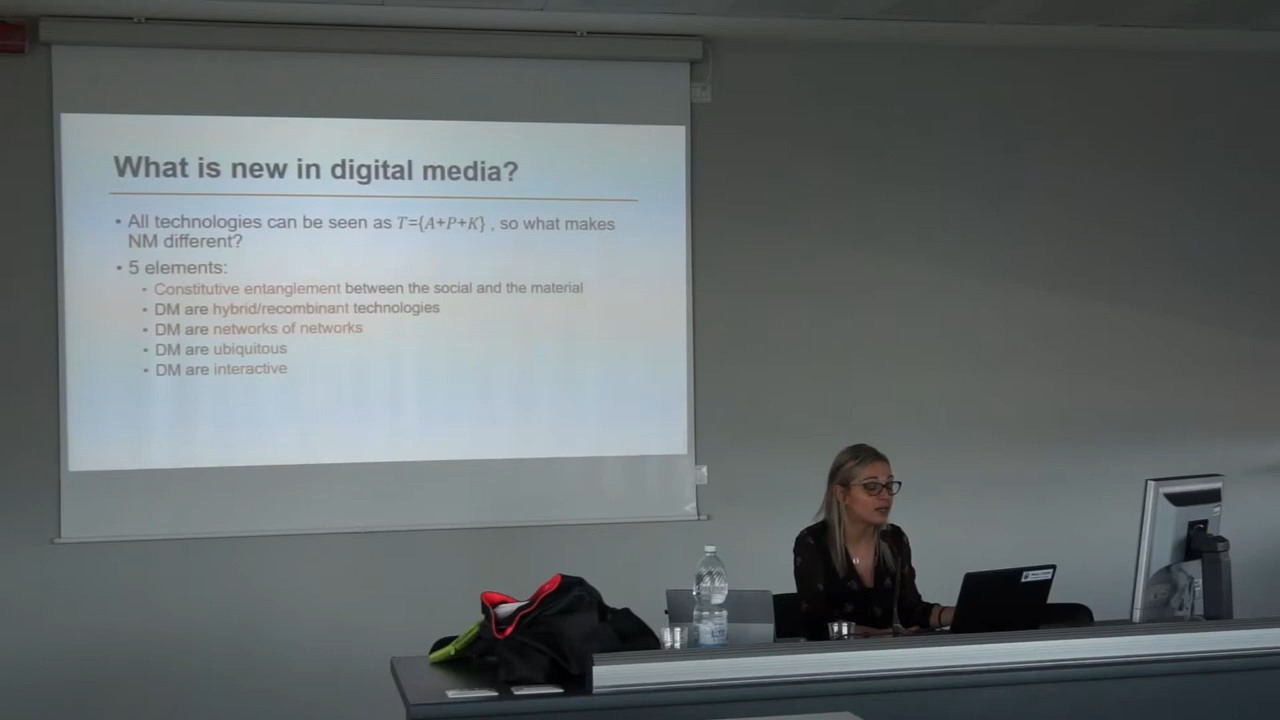 What is new in digital media?
• All technologies can be seen as T={A+P+K} , so what makes
NM different?
• 5 elements:
• Constitutive entanglement between the social and the material
• DM are hybrid/recombinant technologies
• DM are networks of networks
• DM are ubiquitous
• DM are interactive